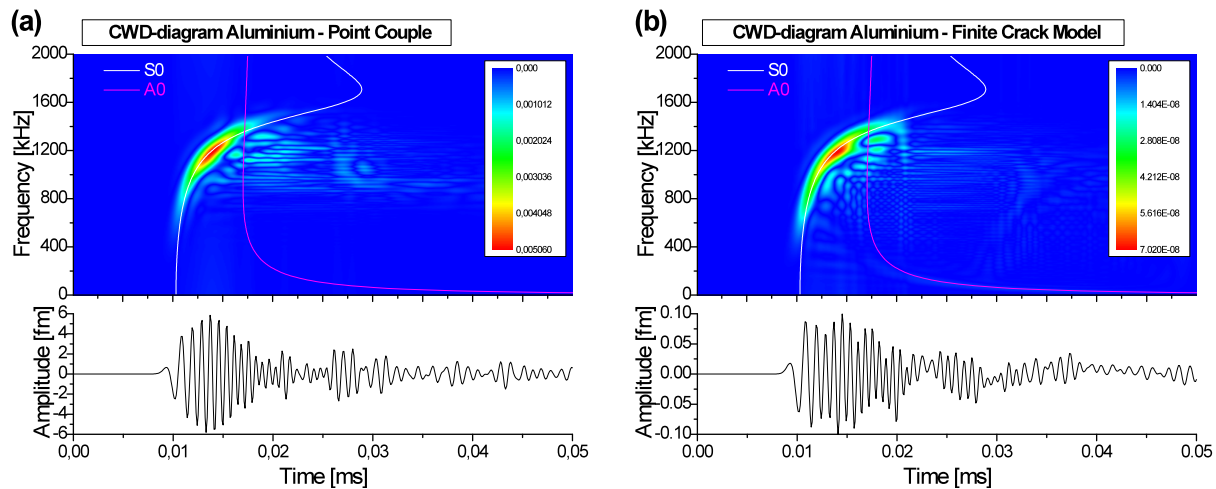 (a)
CWD-diagram Aluminium - Point Couple
2000
1600
1200
800
400
0
Frequency [kHz]
S0
A0
0,000
0,001012
0,002024
0,003036
0,004048
0,005060
6
4
2
0
-2
-4
-6
Amplitude [fm]
0,00
0,01
0,02
0,03
0,04
0,05
Time [ms]
(b)
CWD-diagram Aluminium - Finite Crack Model
2000
1600
1200
800
400
0
Frequency [kHz]
S0
A0
0.000
1.404E-08
2.808E-08
4.212E-08
5.616E-08
7.020E-08
0.10
0.05
0.00
-0.05
-0.10
Amplitude [fm]
0.00
0.01
0.02
0.03
0.04
0.05
Time [ms]